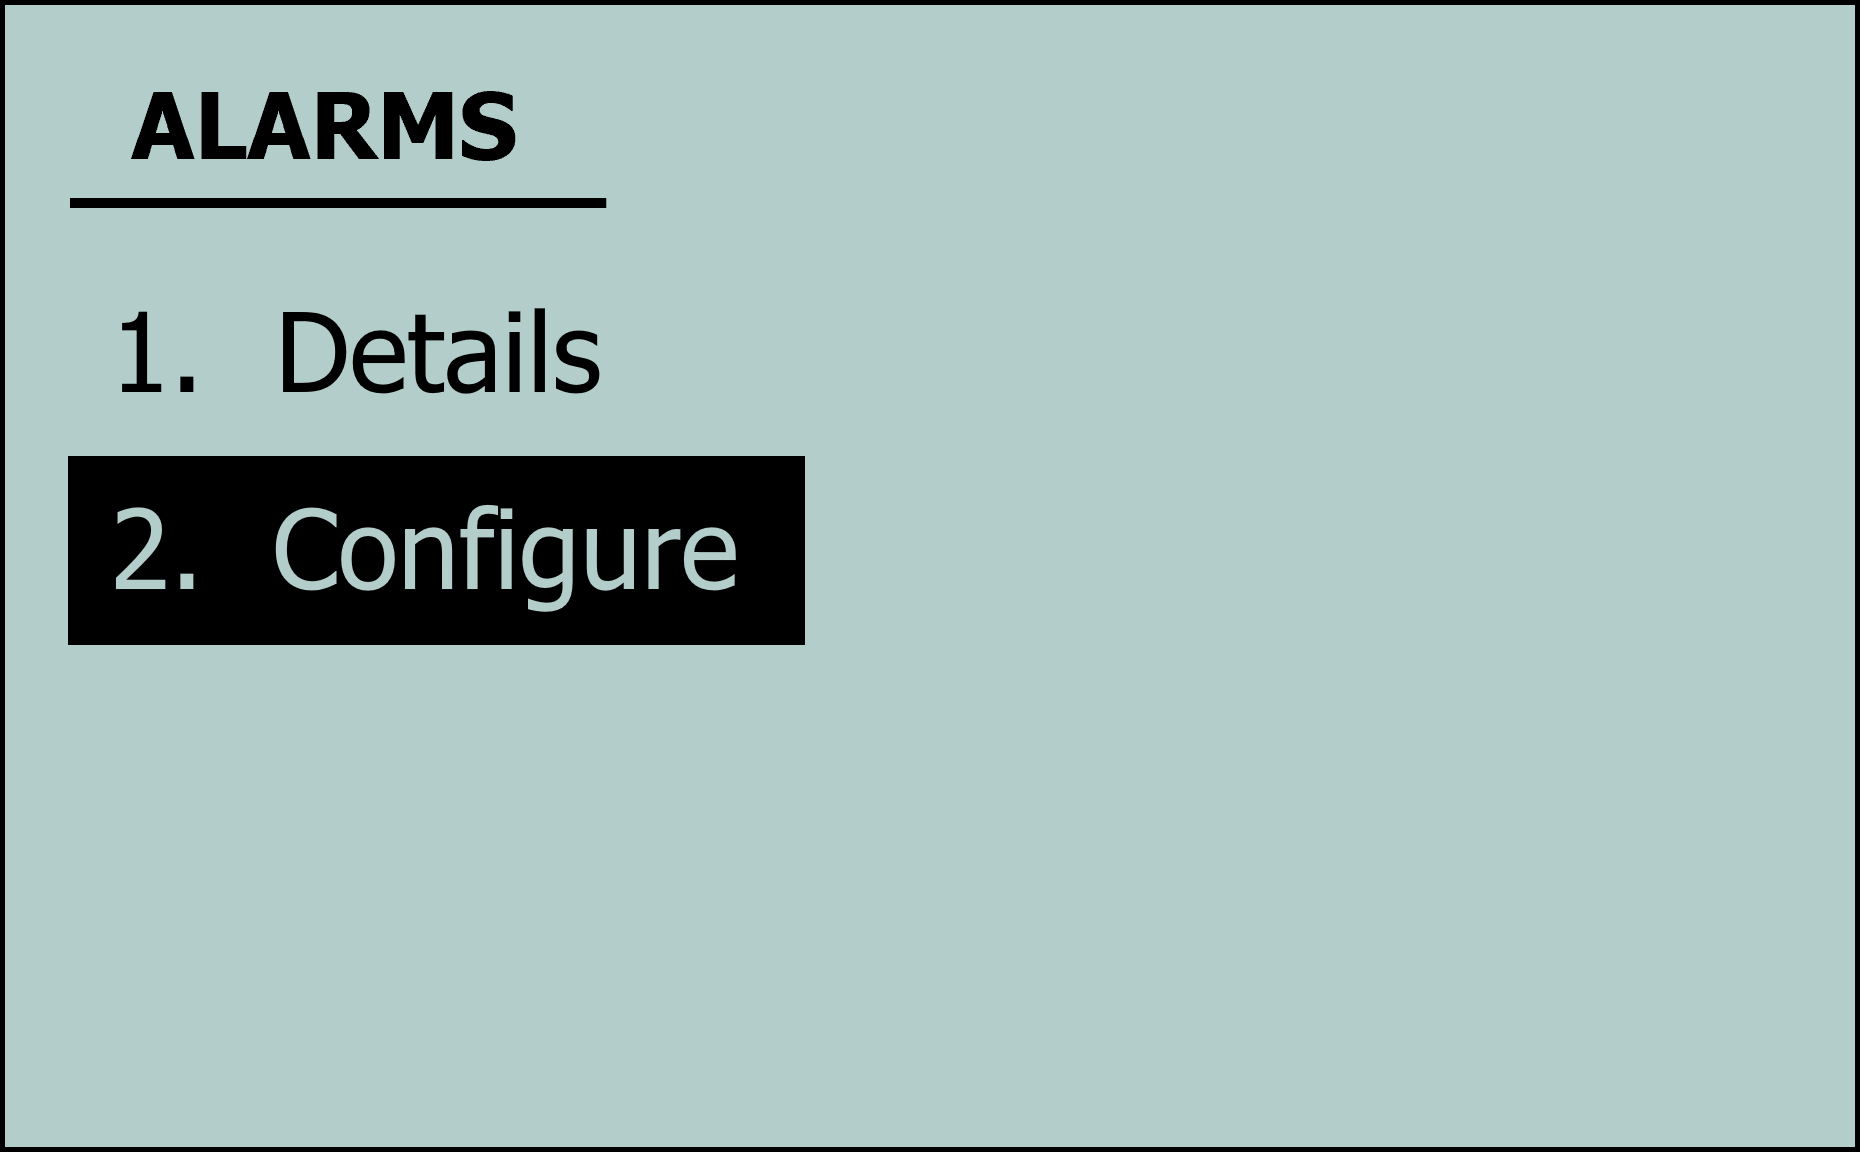 ALARMS
1. Details
2. Configure